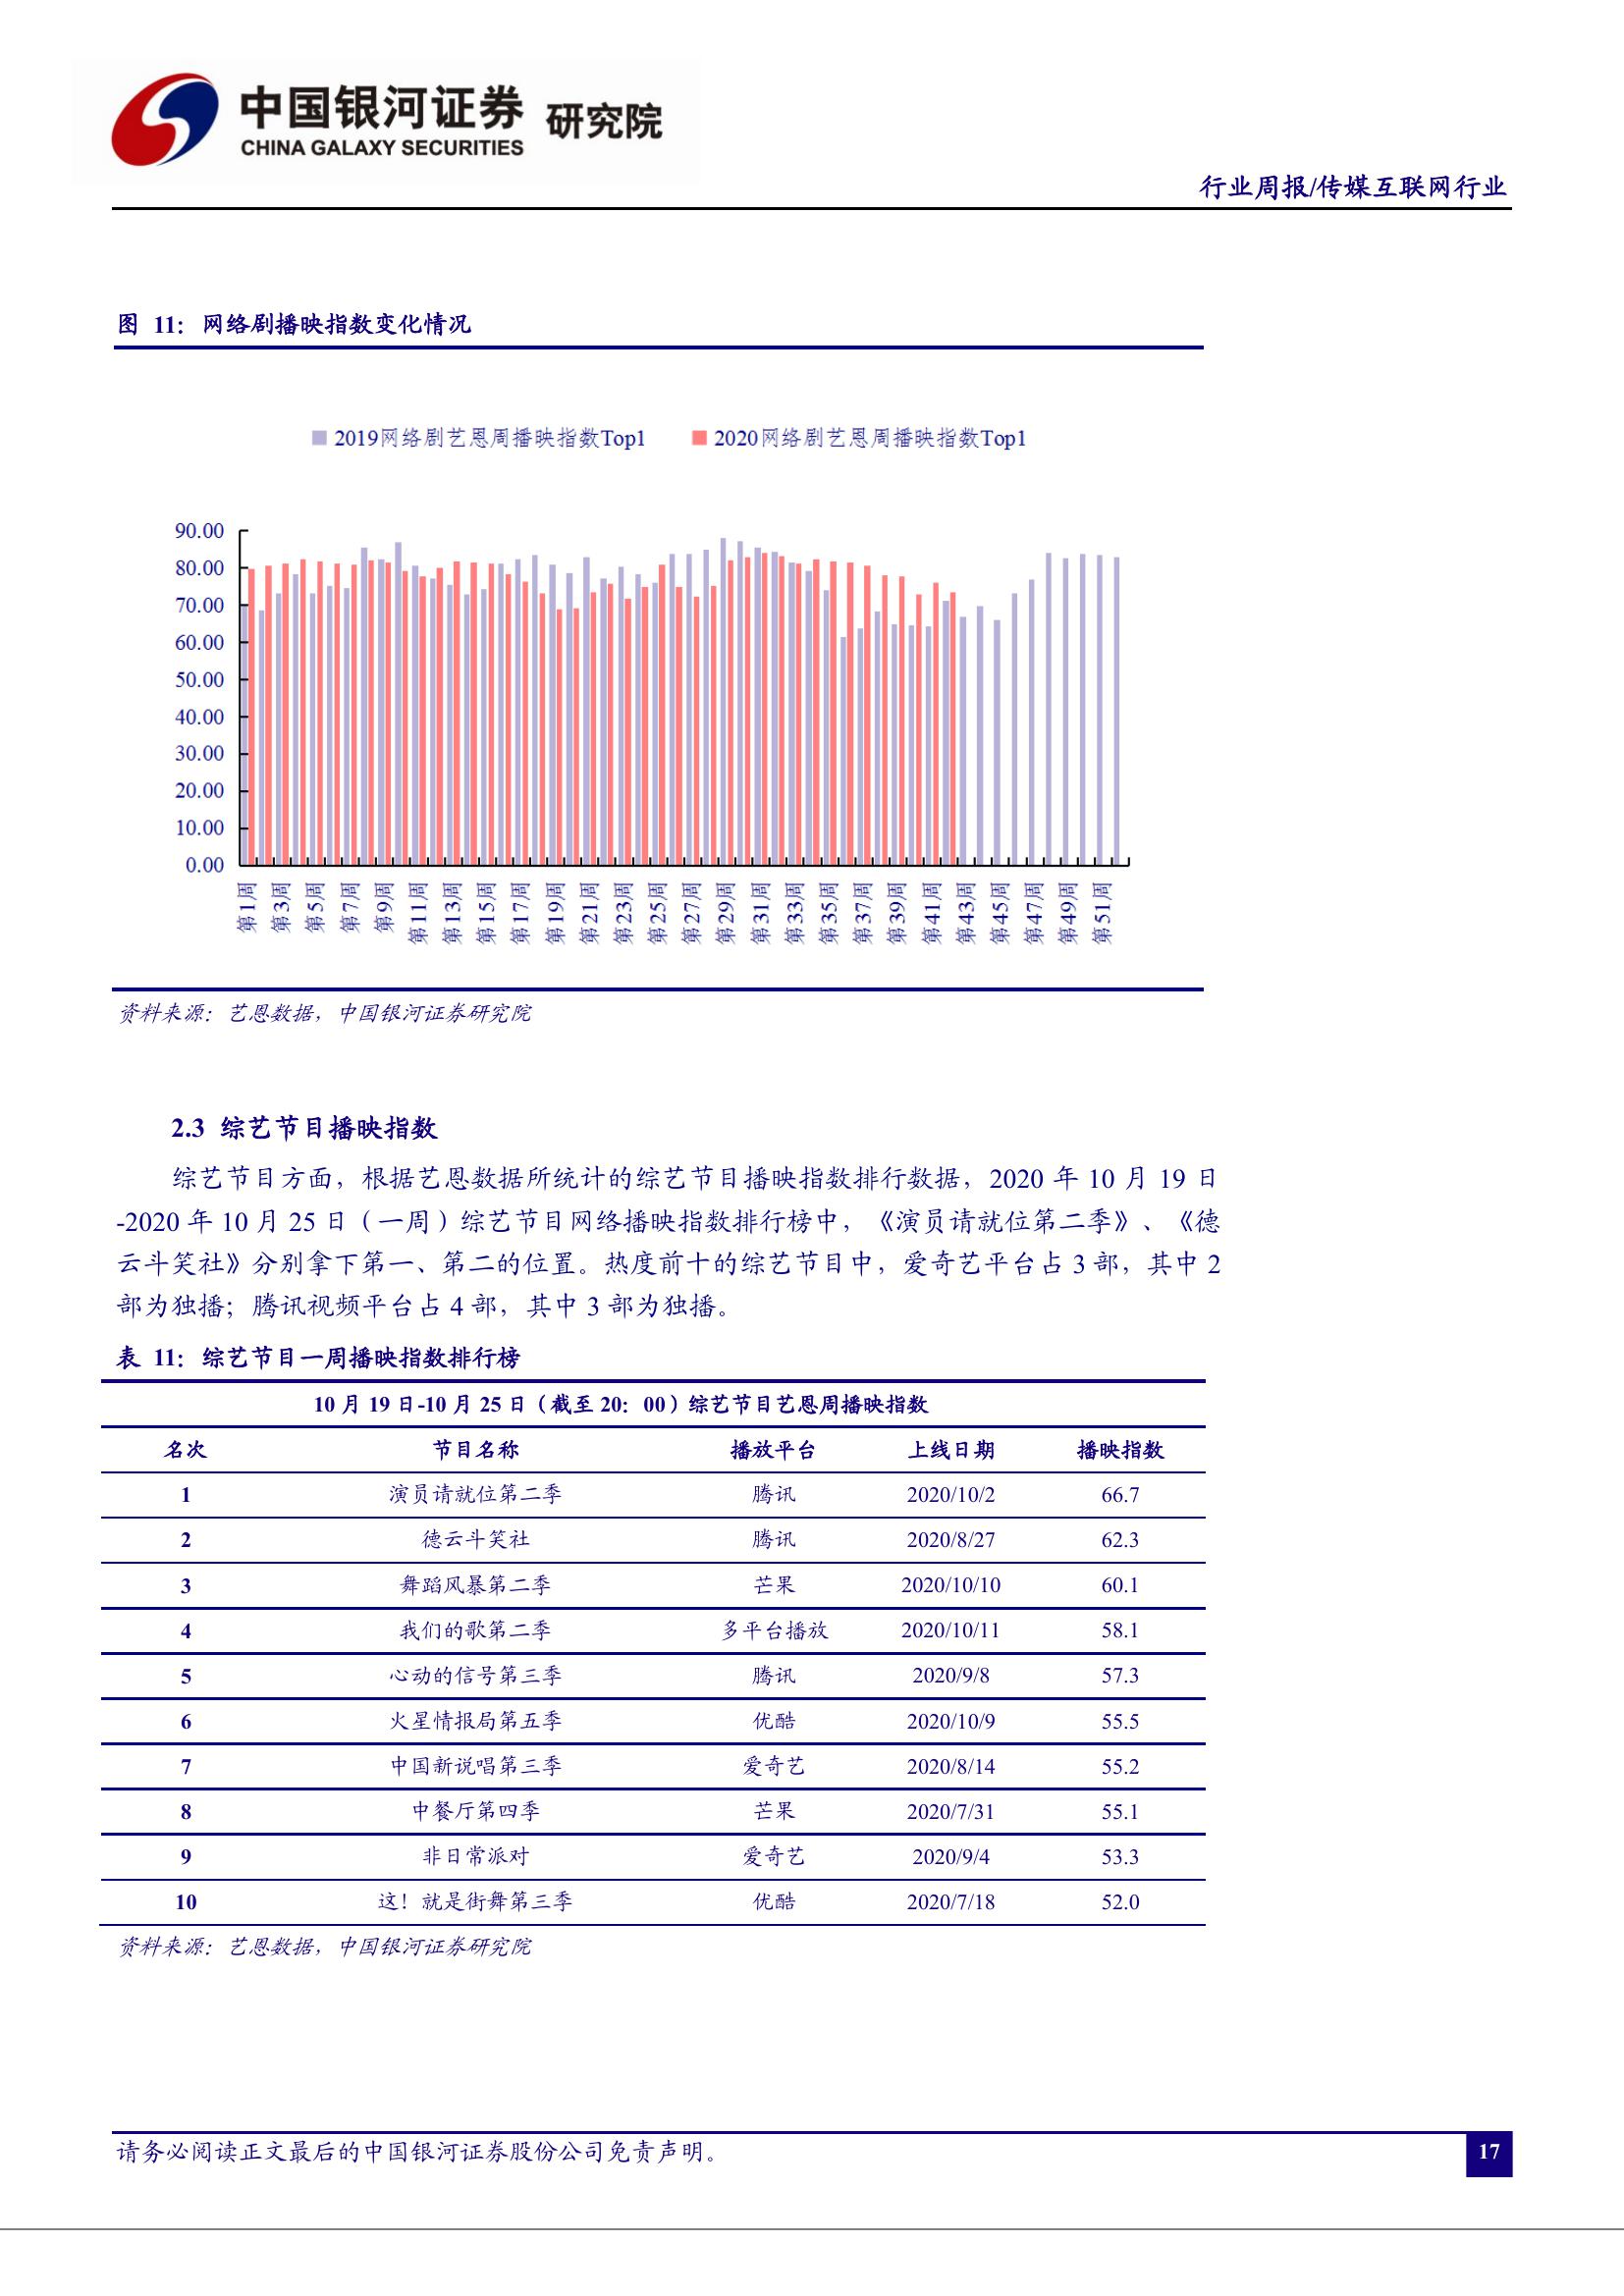 中国银河证券 研究院
CHINA GALAXY SECURITIES
行业周报/传媒互联网行业
图 11：网络剧播映指数变化情况
2019网络剧艺恩周播映指数Top1 2020网络剧艺恩周播映指数Top1
90.00
80.00
70.00
60.00
50.00
40.00
30.00
20.00
10.00
0.00
第1周 第3周 第5周 第7周 第9周 第11周 第13周 第15周 第17周 第19周 第21周 第23周 第25周 第27周 第29周 第31周 第33周 第35周 第37周 第39周 第41周 第43周 第45周 第47周 第49周 第51周
资料来源：艺恩数据，中国银河证券研究院
2.3 综艺节目播映指数
综艺节目方面，根据艺恩数据所统计的综艺节目播映指数排行数据，2020 年 10 月 19 日
-2020 年 10 月 25 日（一周）综艺节目网络播映指数排行榜中，《演员请就位第二季》、《德
云斗笑社》分别拿下第一、第二的位置。热度前十的综艺节目中，爱奇艺平台占 3 部，其中 2
部为独播；腾讯视频平台占 4 部，其中 3 部为独播。
表 11：综艺节目一周播映指数排行榜
10 月 19 日-10 月 25 日（截至 20：00）综艺节目艺恩周播映指数
名次 节目名称 播放平台 上线日期 播映指数
1 演员请就位第二季 腾讯 2020/10/2 66.7
2 德云斗笑社 腾讯 2020/8/27 62.3
3 舞蹈风暴第二季 芒果 2020/10/10 60.1
4 我们的歌第二季 多平台播放 2020/10/11 58.1
5 心动的信号第三季 腾讯 2020/9/8 57.3
6 火星情报局第五季 优酷 2020/10/9 55.5
7 中国新说唱第三季 爱奇艺 2020/8/14 55.2
8 中餐厅第四季 芒果 2020/7/31 55.1
9 非日常派对 爱奇艺 2020/9/4 53.3
10 这！就是街舞第三季 优酷 2020/7/18 52.0
资料来源：艺恩数据，中国银河证券研究院
请务必阅读正文最后的中国银河证券股份公司免责声明。
17